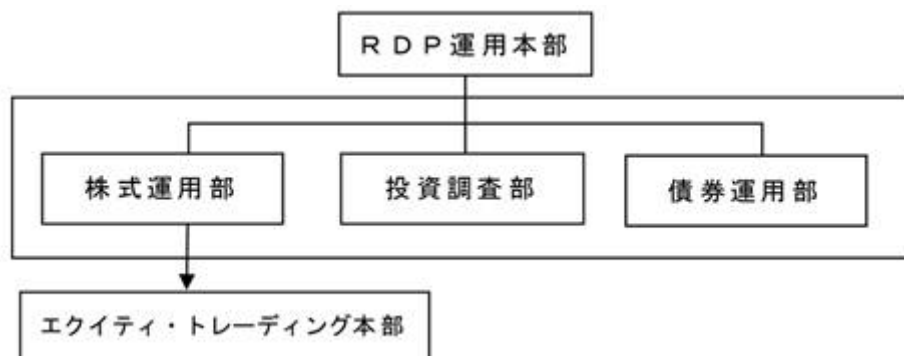 ＲＤＰ運用本部
株式運用部
投資調査部
債券運用部
エクイティ・トレーディング本部